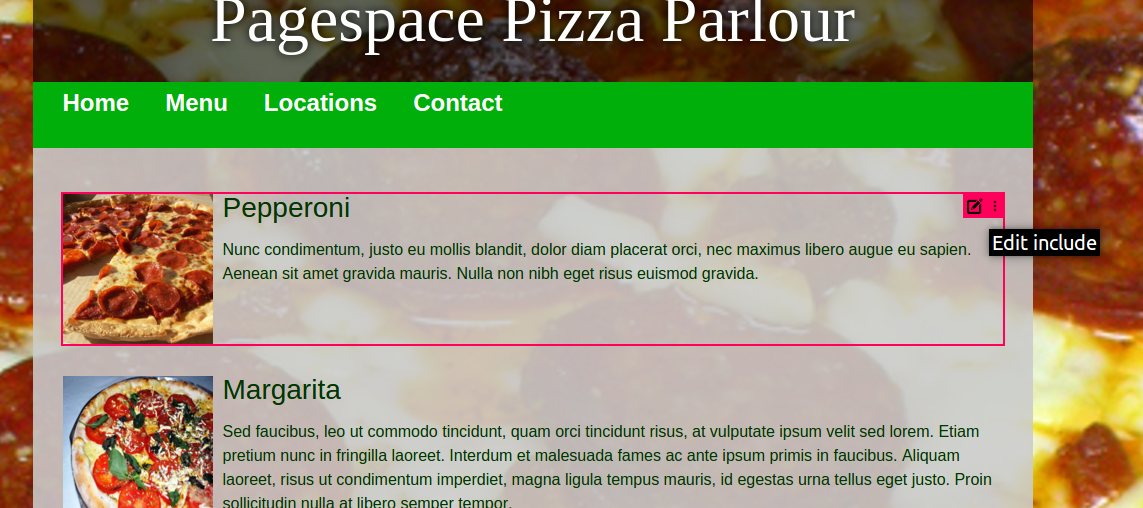 Pagespace Pizza Parlour
Home Menu Locations Contact
Pepperoni
Edit include
Nunc condimentum, justo eu mollis blandit, dolor diam placerat orci, nec maximus libero augue eu sapien.
Aenean sit amet gravida mauris. Nulla non nibh eget risus euismod gravida.
Margarita
Sed faucibus, leo ut commodo tincidunt, quam orci tincidunt risus, at vulputate ipsum velit sed lorem. Etiam
pretium nunc in fringilla laoreet. Interdum et malesuada fames ac ante ipsum primis in faucibus. Aliquam
laoreet, risus ut condimentum imperdiet, magna ligula tempus mauris, id egestas urna tellus eget justo. Proin
sollicitudin nulla at libero semper tempor.